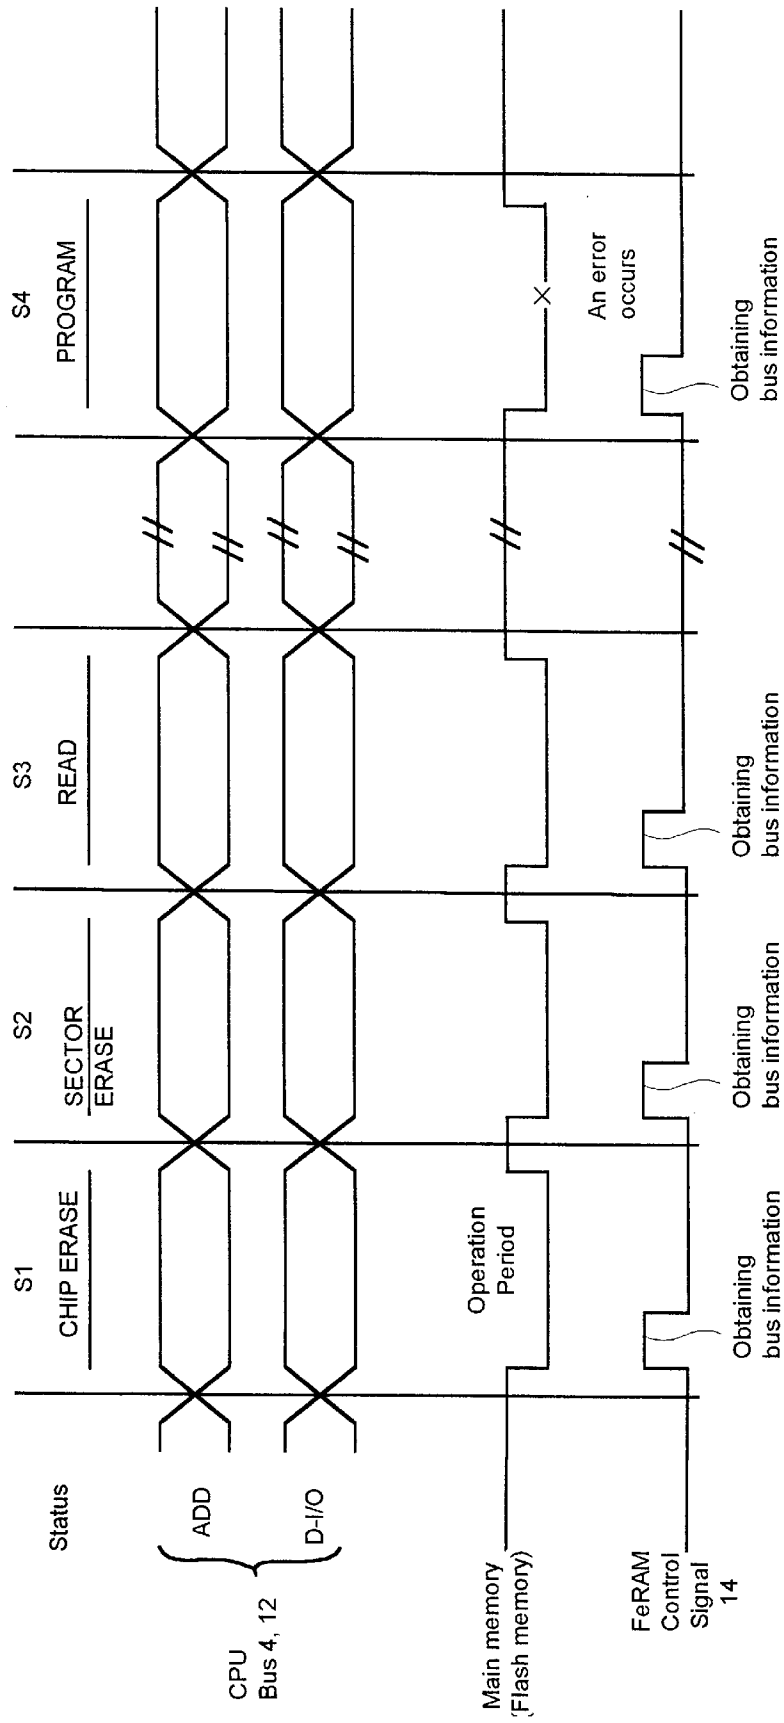 Status
S1
CHIP ERASE
S2
SECTOR
ERASE
S3
READ
S4
PROGRAM
CPU
Bus 4, 12
ADD
D-I/O
Main memory
(Flash memory)
Operation
Period
An error
occurs
FeRAM
Control
Signal
14
Obtaining
bus information
Obtaining
bus information
Obtaining
bus information
Obtaining
bus information